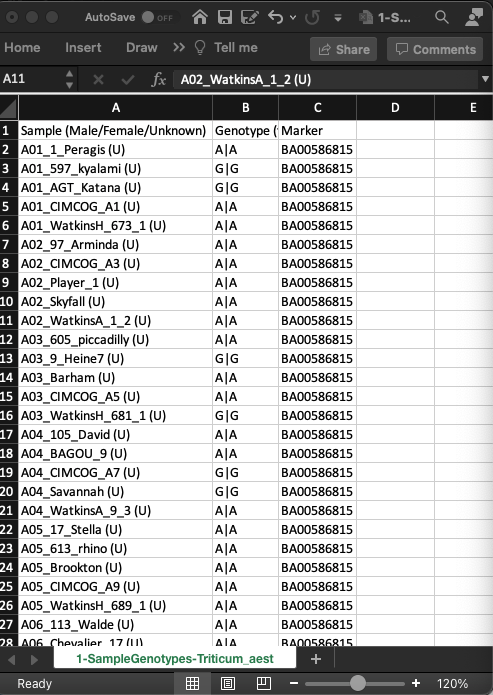 AutoSave OFF 1-S...
Home Insert Draw >> Tell me Share Comments
A11 fx A02_WatkinsA_1_2 (U)
A B C D E
1 Sample (Male/Female/Unknown) Genotype ( Marker
2 A01_1_Peragis (U) A|A BA00586815
3 A01_597_kyalami (U) G|G BA00586815
4 A01_AGT_Katana (U) G|G BA00586815
5 A01_CIMCOG_A1 (U) A|A BA00586815
6 A01_WatkinsH_673_1 (U) A|A BA00586815
7 A02_97_Arminda (U) A|A BA00586815
8 A02_CIMCOG_A3 (U) A|A BA00586815
9 A02_Player_1 (U) A|A BA00586815
10 A02_Skyfall (U) A|A BA00586815
11 A02_WatkinsA_1_2 (U) A|A BA00586815
12 A03_605_piccadilly (U) A|A BA00586815
13 A03_9_Heine7 (U) G|G BA00586815
14 A03_Barham (U) A|A BA00586815
15 A03_CIMCOG_A5 (U) A|A BA00586815
16 A03_WatkinsH_681_1 (U) G|G BA00586815
17 A04_105_David (U) A|A BA00586815
18 A04_BAGOU_9 (U) A|A BA00586815
19 A04_CIMCOG_A7 (U) G|G BA00586815
20 A04_Savannah (U) G|G BA00586815
21 A04_WatkinsA_9_3 (U) A|A BA00586815
22 A05_17_Stella (U) A|A BA00586815
23 A05_613_rhino (U) A|A BA00586815
24 A05_Brookton (U) A|A BA00586815
25 A05_CIMCOG_A9 (U) A|A BA00586815
26 A05_WatkinsH_689_1 (U) A|A BA00586815
27 A06_113_Walde (U) A|A BA00586815
28 A06_Chevalier_17 (U) A|A BA00586815
1-SampleGenotypes-Triticum_aest +
Ready - + 120%